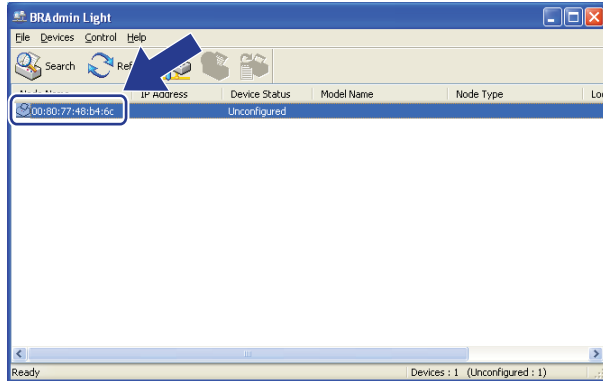 BRAdmin Light
File Devices Control Help
Search
IP Address Device Status Model Name Node Type
00:80:77:48:b4:6c Unconfigured
Ready Devices : 1 (Unconfigured : 1)